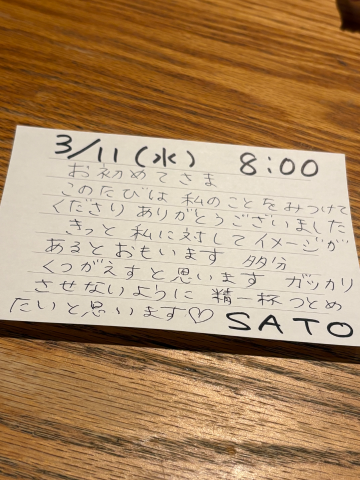 3/11(水) 8:00
お初めてきま
このたびは 私のことをみつけて
くださり ありがとうございました
きっと 私に対してイメージが
あるとおもいます 多分
くつがえすと思います ガッカリ
させないように 精一杯つとめ
たいと思います♡ SATO